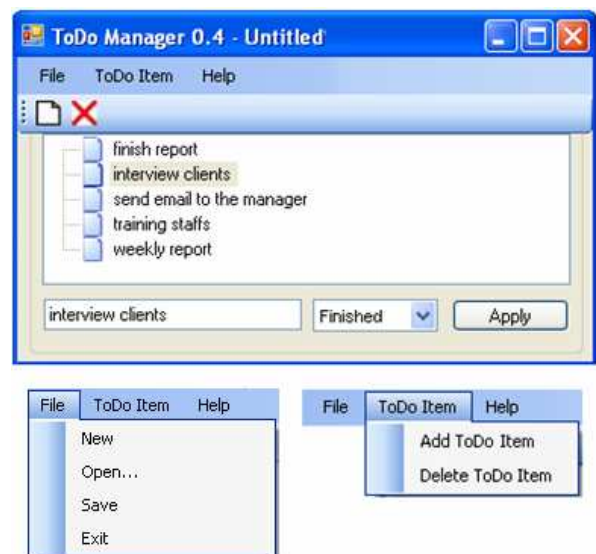 ToDo Manager 0.4 - Untitled
File ToDo Item Help
finish report
interview clients
send email to the manager
training staffs
weekly report
interview clients Finished Apply
File ToDo Item Help
New
Open...
Save
Exit
File ToDo Item Help
Add ToDo Item
Delete ToDo Item